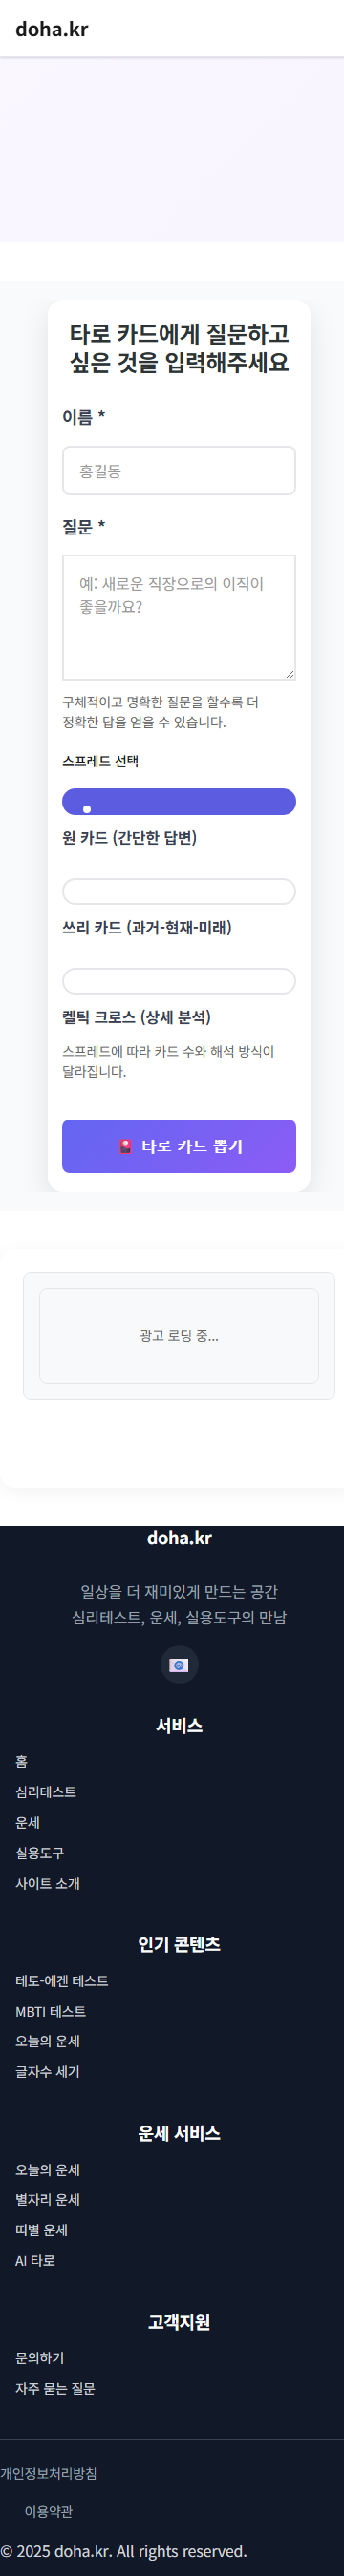 doha.kr
타로 카드에게 질문하고
싶은 것을 입력해주세요
이름 *
홍길동
질문 *
예: 새로운 직장으로의 이직이
좋을까요?
구체적이고 명확한 질문을 할수록 더
정확한 답을 얻을 수 있습니다.
스프레드 선택
원 카드 (간단한 답변)
쓰리 카드 (과거-현재-미래)
켈틱 크로스 (상세 분석)
스프레드에 따라 카드 수와 해석 방식이
달라집니다.
🎴 타로 카드 뽑기
광고 로딩 중...
doha.kr
일상을 더 재미있게 만드는 공간
심리테스트, 운세, 실용도구의 만남
서비스
홈
심리테스트
운세
실용도구
사이트 소개
인기 콘텐츠
테토-에겐 테스트
MBTI 테스트
오늘의 운세
글자수 세기
운세 서비스
오늘의 운세
별자리 운세
띠별 운세
AI 타로
고객지원
문의하기
자주 묻는 질문
개인정보처리방침
이용약관
© 2025 doha.kr. All rights reserved.